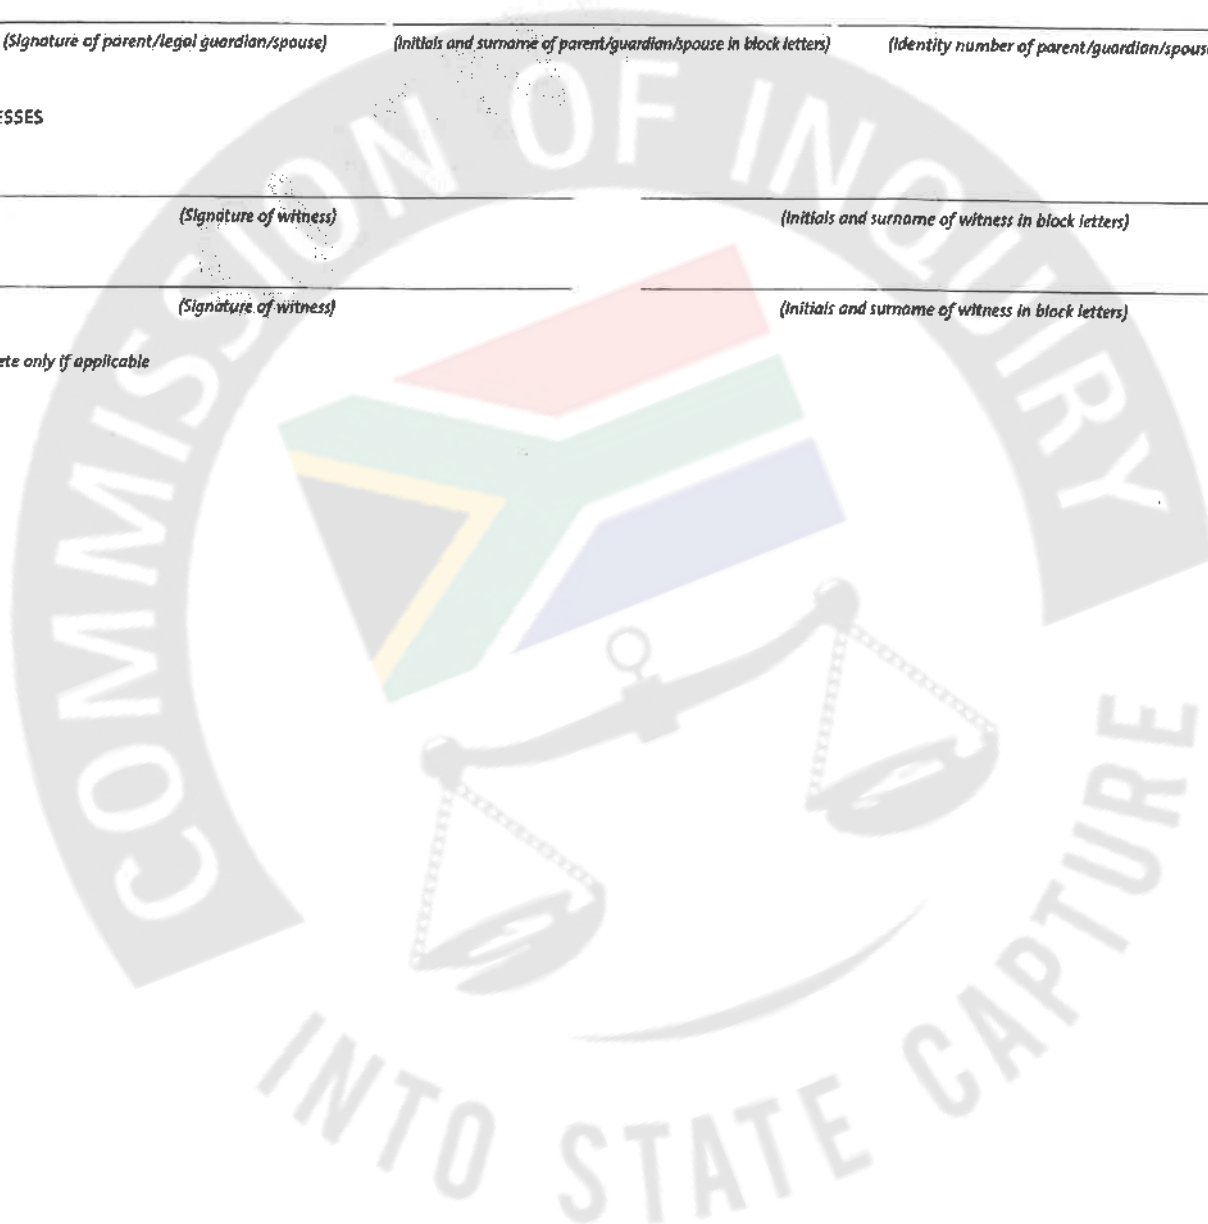 (Signature of parent/legal guardian/spouse) (Initials and surname of parent/guardian/spouse in block letters) (Identity number of parent/guardian/spous
ESSES
(Signature of witness) (Initials and surname of witness in block letters)
(Signature of witness) (Initials and surname of witness in block letters)
ete only if applicable
COMMISSION OF INQUIRY
INTO STATE CAPTURE